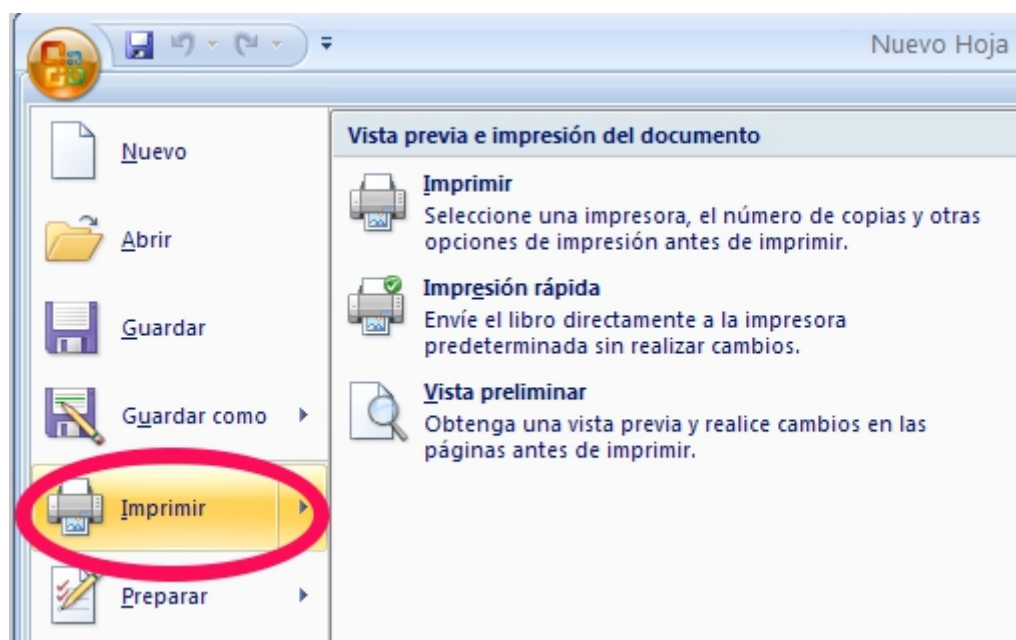 Nuevo Hoja
Nuevo
Abrir
Guardar
Guardar como
Imprimir
Preparar
Vista previa e impresión del documento
Imprimir
Seleccione una impresora, el número de copias y otras
opciones de impresión antes de imprimir.
Impresión rápida
Envíe el libro directamente a la impresora
predeterminada sin realizar cambios.
Vista preliminar
Obtenga una vista previa y realice cambios en las
páginas antes de imprimir.